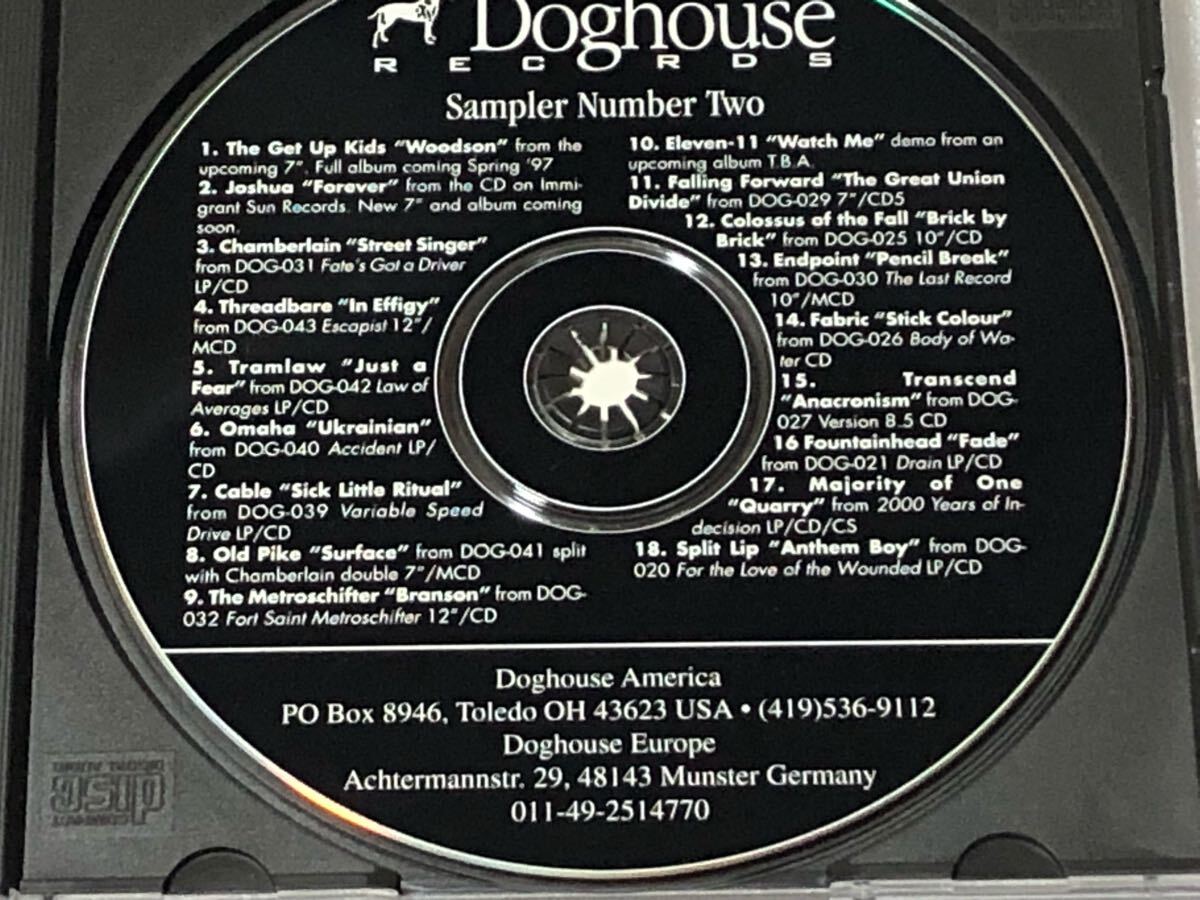 Doghouse
RECORDS
Sampler Number Two
1. The Get Up Kids "Woodson" from the
upcoming 7". Full album coming Spring '97
2. Joshua "Forever" from the CD on Immi-
grant Sun Records. New 7" and album coming
soon.
3. Chamberlain "Street Singer"
from DOG-031 Fate's Got a Driver
LP/CD
4. Threadbare "In Effigy"
from DOG-043 Escapist 12"/
MCD
5. Tramlaw "Just a
Fear" from DOG-042 Law of
Averages LP/CD
6. Omaha "Ukrainian"
from DOG-040 Accident LP/
CD
7. Cable "Sick Little Ritual"
from DOG-039 Variable Speed
Drive LP/CD
8. Old Pike "Surface" from DOG-041 split
with Chamberlain double 7"/MCD
9. The Metroschifter "Branson" from DOG-
032 Fort Saint Metroschifter 12"/CD
10. Eleven-11 "Watch Me" demo from an
upcoming album T.B.A.
11. Falling Forward "The Great Union
Divide" from DOG-029 7"/CD5
12. Colossus of the Fall "Brick by
Brick" from DOG-025 10"/CD
13. Endpoint "Pencil Break"
from DOG-030 The Last Record
10"/MCD
14. Fabric "Stick Colour"
from DOG-026 Body of Wa-
ter CD
15. Transcend
"Anacronism" from DOG-
027 Version 8.5 CD
16 Fountainhead "Fade"
from DOG-021 Drain LP/CD
17. Majority of One
"Quarry" from 2000 Years of In-
decision LP/CD/CS
18. Split Lip "Anthem Boy" from DOG-
020 For the Love of the Wounded LP/CD
Doghouse America
PO Box 8946, Toledo OH 43623 USA • (419)536-9112
Doghouse Europe
Achtermannstr. 29, 48143 Munster Germany
011-49-2514770
COMPACT
disc
DIGITAL AUDIO